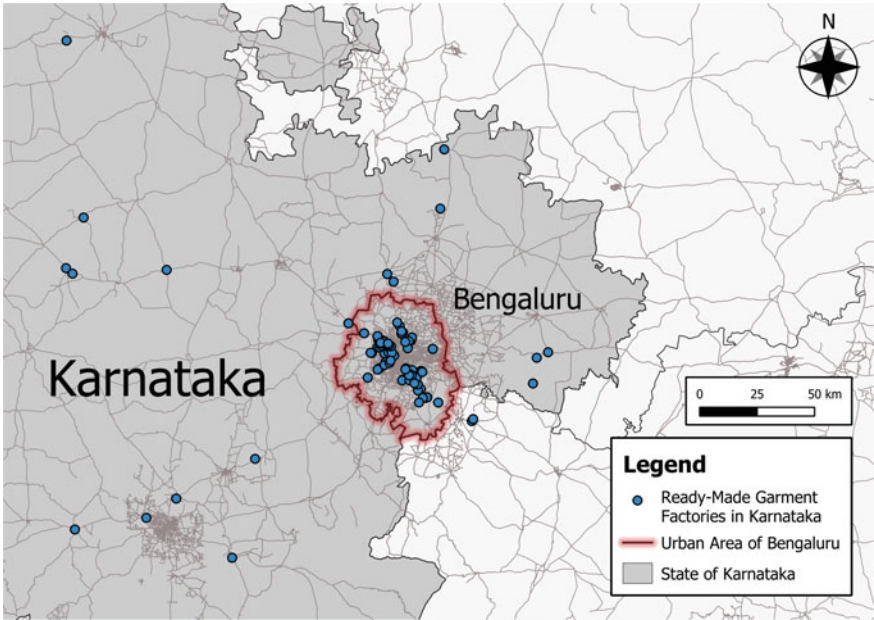 N
Bengaluru
Karnataka
0 25 50 km
Legend
Ready-Made Garment
Factories in Karnataka
Urban Area of Bengaluru
State of Karnataka